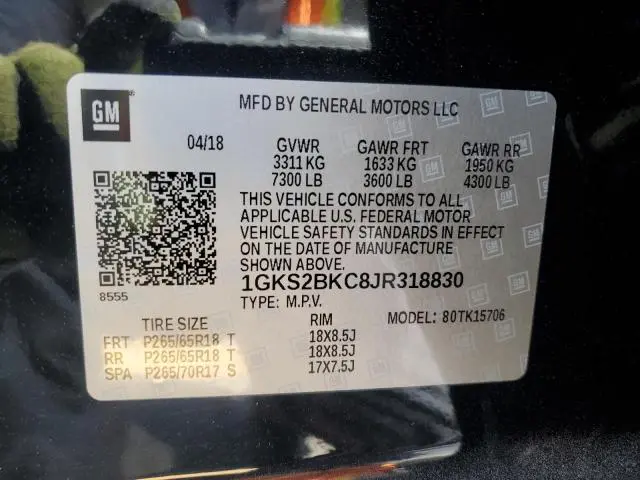 GM
MFD BY GENERAL MOTORS LLC
04/18 GVWR GAWR FRT GAWR RR
3311 KG 1633 KG 1950 KG
7300 LB 3600 LB 4300 LB
THIS VEHICLE CONFORMS TO ALL
APPLICABLE U.S. FEDERAL MOTOR
VEHICLE SAFETY STANDARDS IN EFFECT
ON THE DATE OF MANUFACTURE
SHOWN ABOVE.
8555
1GKS2BKC8JR318830
TYPE: M.P.V.
TIRE SIZE RIM MODEL: 80TK15706
FRT P265/65R18 T 18X8.5J
RR P265/65R18 T 18X8.5J
SPA P265/70R17 S 17X7.5J